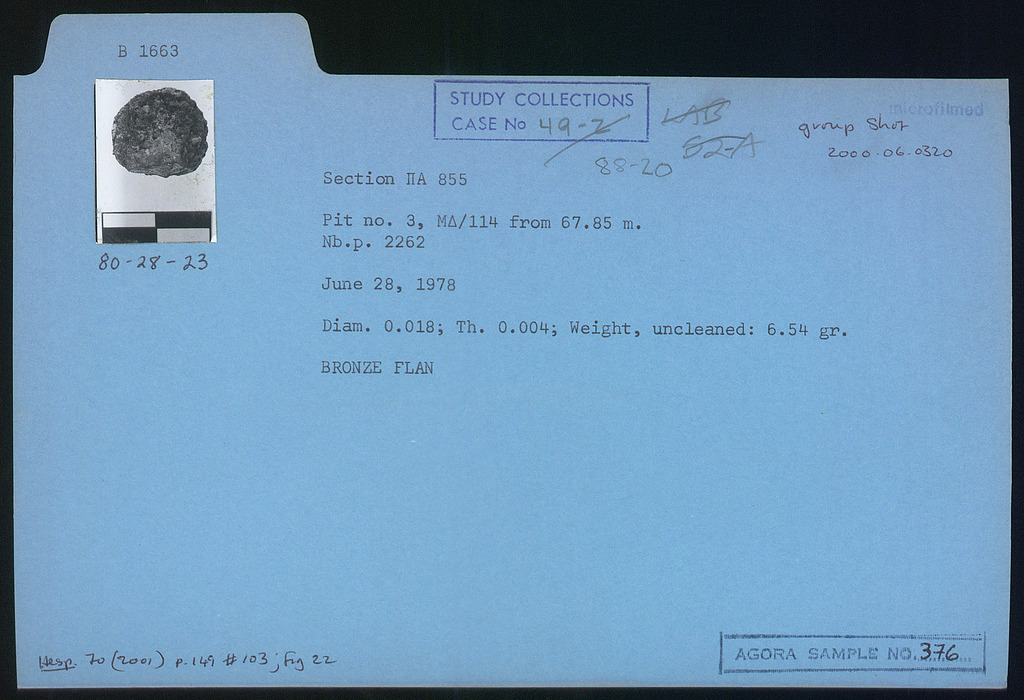 B 1663
STUDY COLLECTIONS
CASE No 49-2
LAB
52-A
88-20
microfilmed
group shot
2000.06.0320
80-28-23
Section ΠA 855
Pit no. 3, MΔ/114 from 67.85 m.
Nb.p. 2262
June 28, 1978
Diam. 0.018; Th. 0.004; Weight, uncleaned: 6.54 gr.
BRONZE FLAN
Hesp. 70 (2001) p. 149 #103; fig 22
AGORA SAMPLE NO. 376